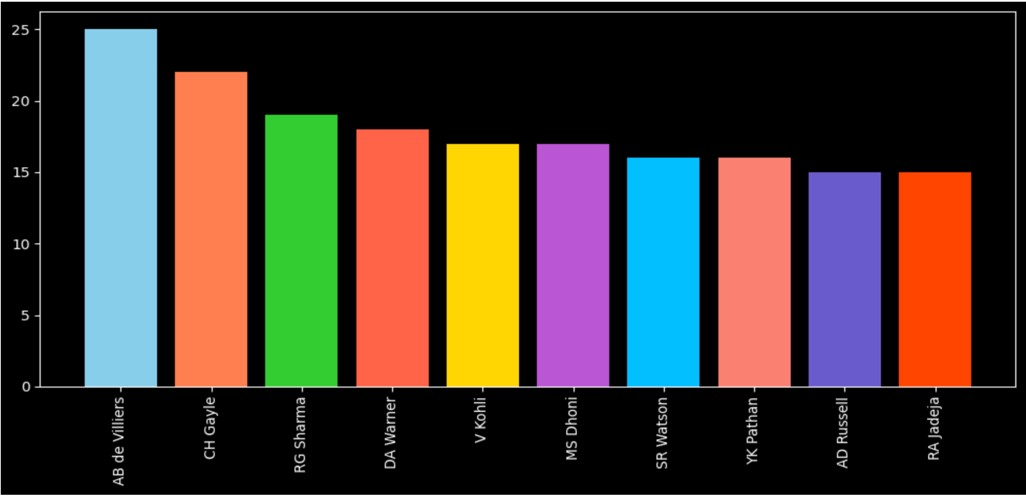 25
20
15
10
5
0
AB de Villiers
CH Gayle
RG Sharma
DA Warner
V Kohli
MS Dhoni
SR Watson
YK Pathan
AD Russell
RA Jadeja